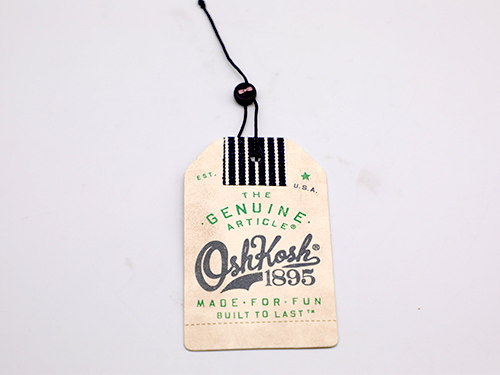 EST. U.S.A.
THE
GENUINE
ARTICLE®
OshKosh®
1895
MADE·FOR·FUN
BUILT TO LAST™